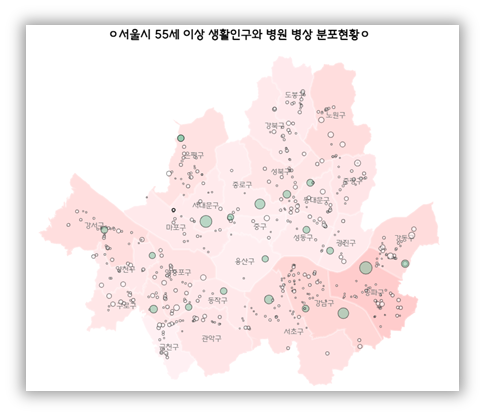 ㅇ서울시 55세 이상 생활인구와 병원 병상 분포현황ㅇ
도봉구
노원구
강북구
은평구
성북구
종로구
서대문구
동대문구
마포구
중구
강서구
성동구
광진구
강동구
용산구
양천구
영등포구
송파구
동작구
강남구
구로구
서초구
관악구
금천구